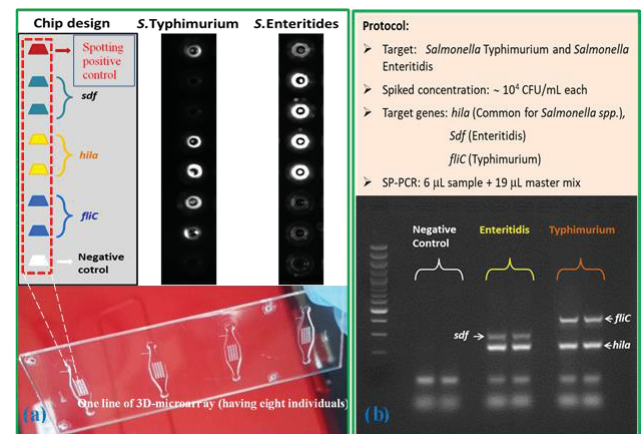 Chip design
S.Typhimurium
S.Enteritides
Spotting
positive
control
sdf
hila
fliC
Negative
cotrol
One line of 3D-microarray (having eight individuals)
(a)
Protocol:
➢ Target: Salmonella Typhimurium and Salmonella
Enteritidis
➢ Spiked concentration: ~ 10⁴ CFU/mL each
➢ Target genes: hila (Common for Salmonella spp.),
Sdf (Enteritidis)
fliC (Typhimurium)
➢ SP-PCR: 6 µL sample + 19 µL master mix
Negative
Control
Enteritidis
Typhimurium
fliC
sdf
hila
(b)